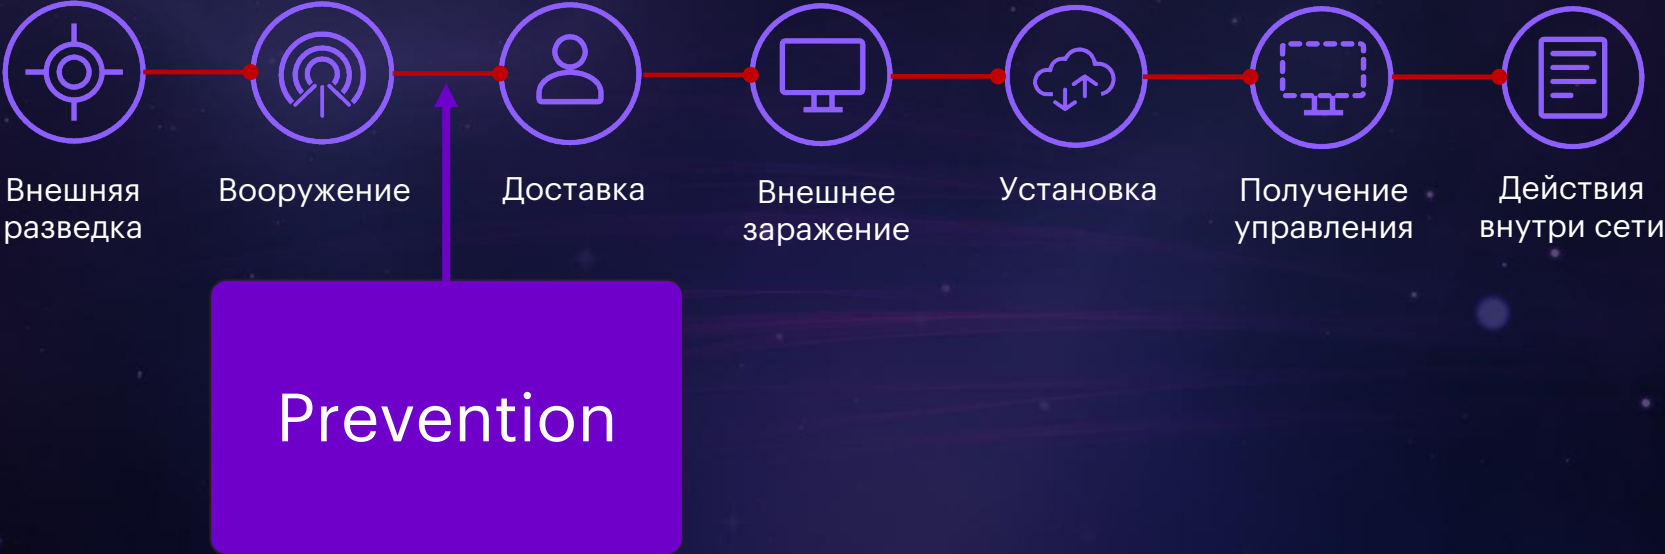 Внешняя
разведка
Вооружение
Доставка
Внешнее
заражение
Установка
Получение
управления
Действия
внутри сети
Prevention